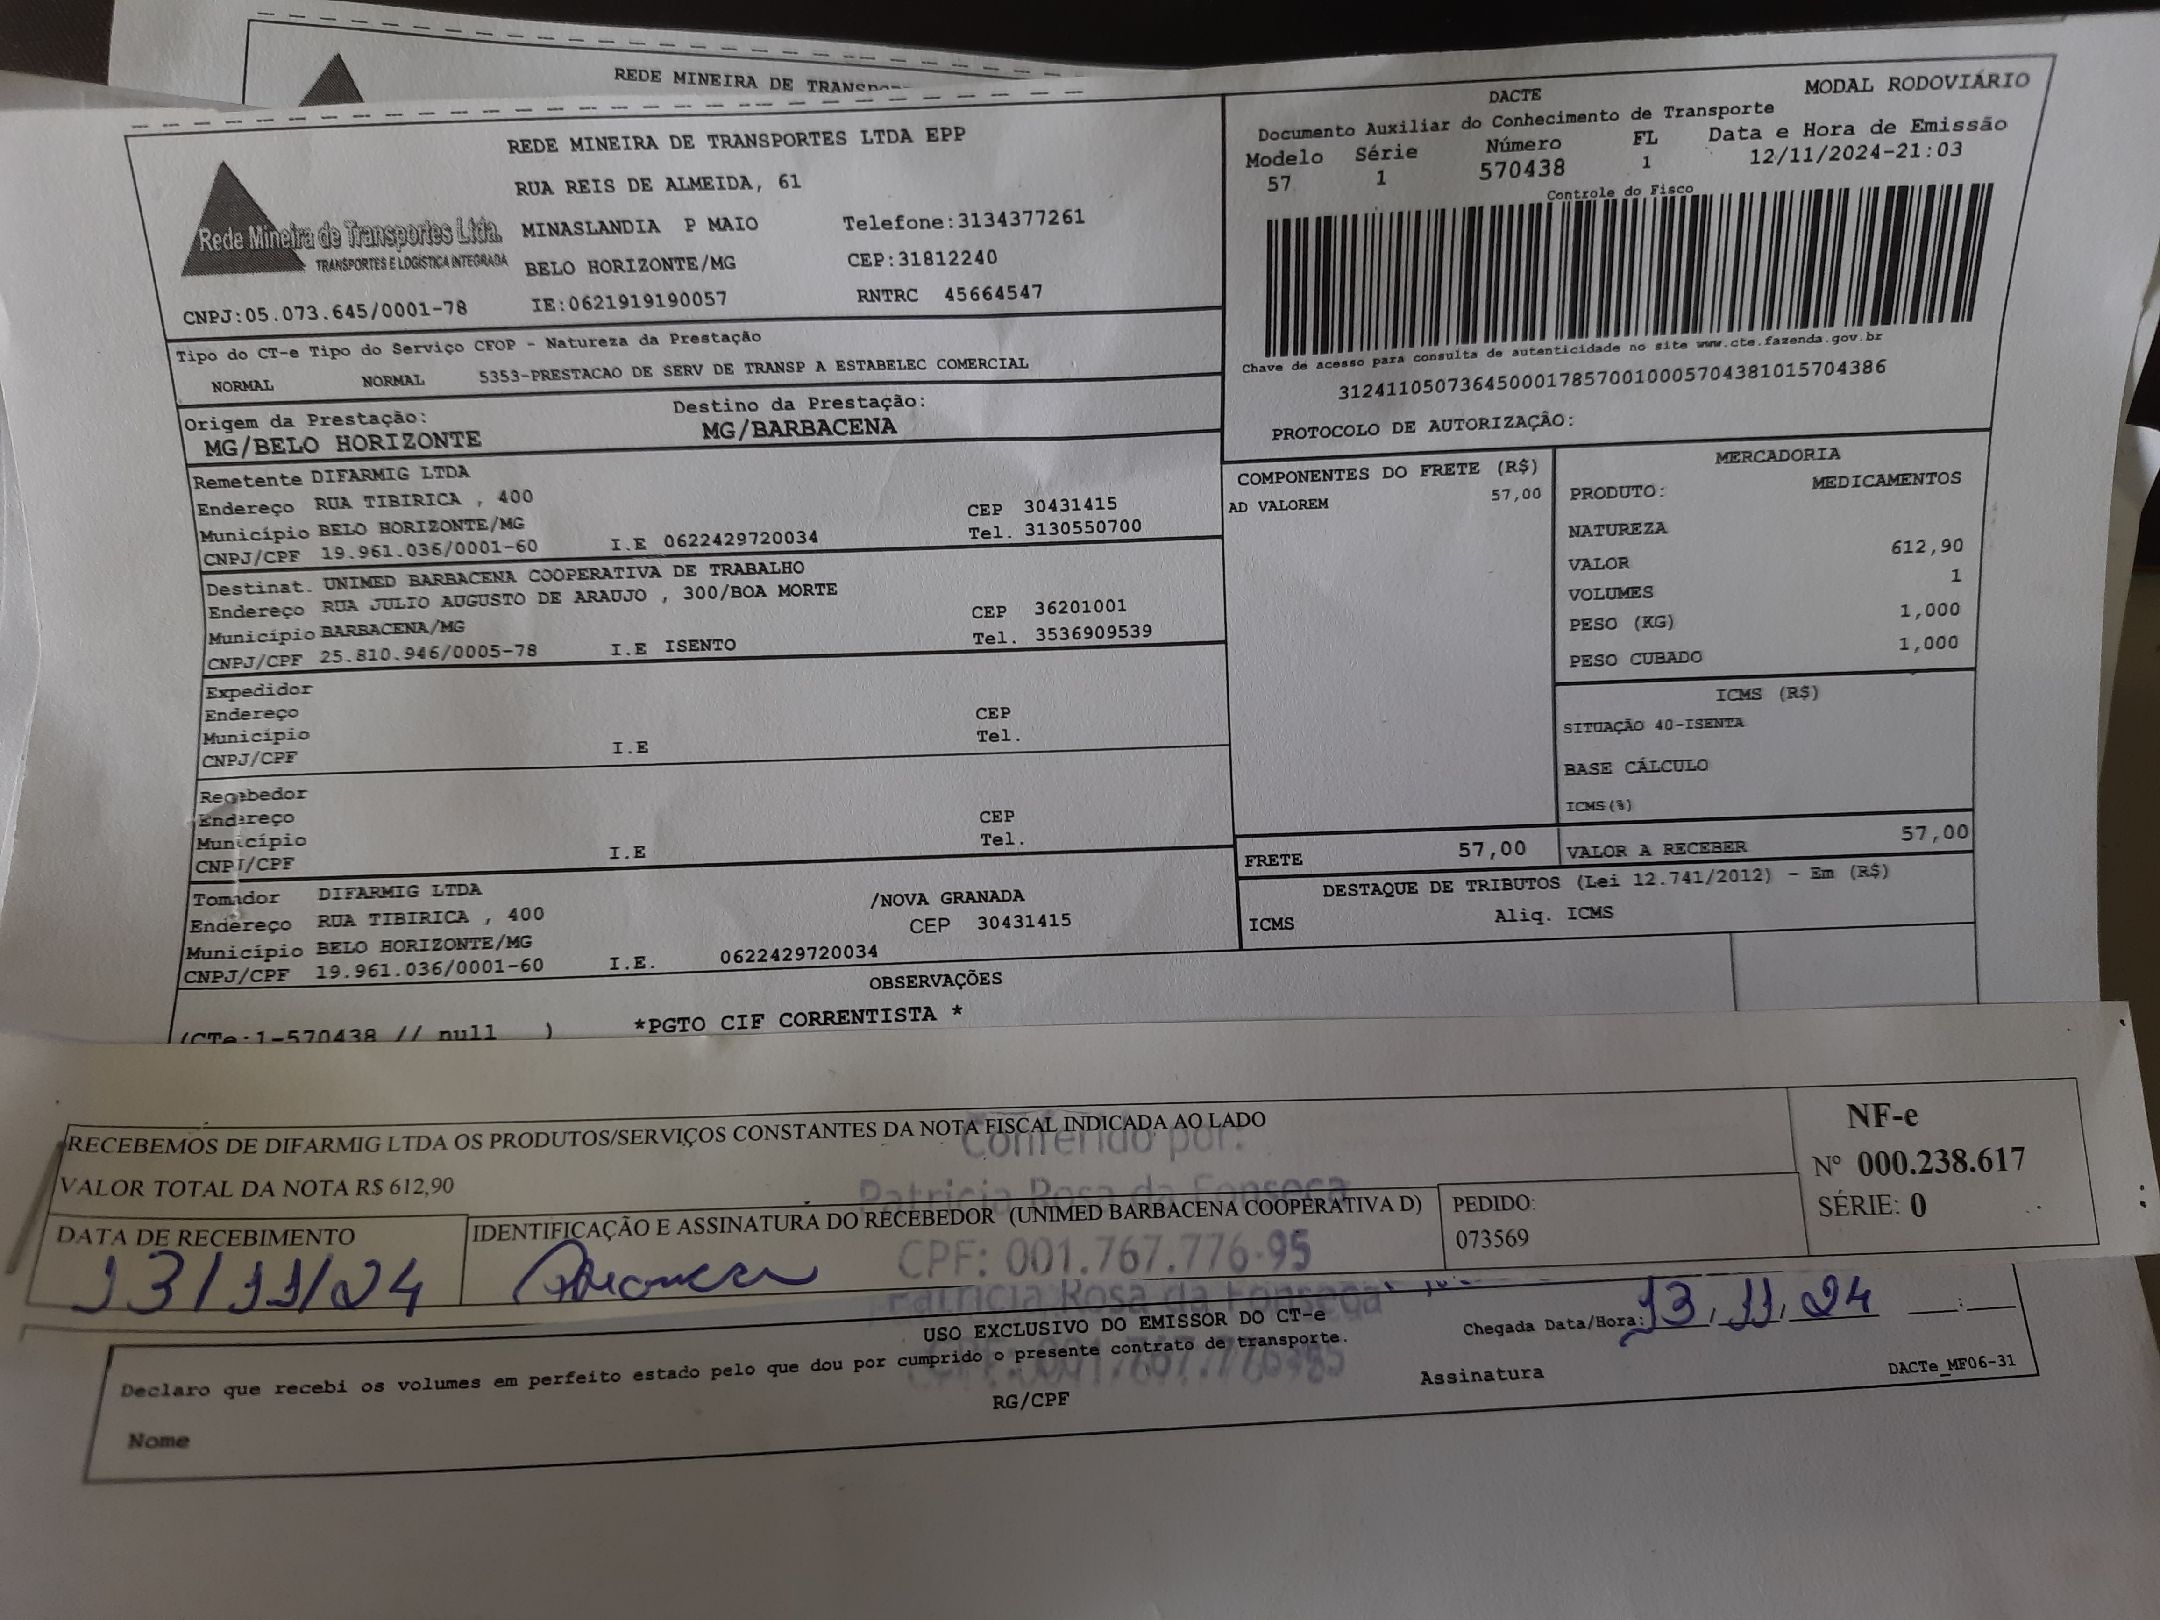 REDE MINEIRA DE
REDE MINEIRA DE TRANSPORTES LTDA EPP
RUA REIS DE ALMEIDA, 61
MINASLANDIA P MAIO Telefone:3134377261
Rede Mineira de Transportes Ltda.
TRANSPORTES E LOGÍSTICA INTEGRADA
BELO HORIZONTE/MG CEP:31812240
CNPJ:05.073.645/0001-78 IE:0621919190057 RNTRC 45664547
MODAL RODOVIÁRIO
DACTE
Documento Auxiliar do Conhecimento de Transporte
Modelo Série Número FL Data e Hora de Emissão
57 1 570438 1 12/11/2024-21:03
Controle do Fisco
Chave de acesso para consulta de autenticidade no site www.cte.fazenda.gov.br
31241105073645000178570010005704381015704386
PROTOCOLO DE AUTORIZAÇÃO:
Tipo do CT-e Tipo do Serviço CFOP - Natureza da Prestação
NORMAL NORMAL 5353-PRESTACAO DE SERV DE TRANSP A ESTABELEC COMERCIAL
Origem da Prestação: Destino da Prestação:
MG/BELO HORIZONTE MG/BARBACENA
Remetente DIFARMIG LTDA
Endereço RUA TIBIRICA , 400 CEP 30431415
Município BELO HORIZONTE/MG Tel. 3130550700
CNPJ/CPF 19.961.036/0001-60 I.E 0622429720034
Destinat. UNIMED BARBACENA COOPERATIVA DE TRABALHO
Endereço RUA JULIO AUGUSTO DE ARAUJO , 300/BOA MORTE
Município BARBACENA/MG CEP 36201001
CNPJ/CPF 25.810.946/0005-78 I.E ISENTO Tel. 3536909539
Expedidor
Endereço CEP
Município Tel.
CNPJ/CPF I.E
Recebedor
Endereço CEP
Município Tel.
CNPJ/CPF I.E
Tomador DIFARMIG LTDA /NOVA GRANADA
Endereço RUA TIBIRICA , 400 CEP 30431415
Município BELO HORIZONTE/MG
CNPJ/CPF 19.961.036/0001-60 I.E. 0622429720034
COMPONENTES DO FRETE (R$)
AD VALOREM 57,00
MERCADORIA
PRODUTO: MEDICAMENTOS
NATUREZA
VALOR 612,90
VOLUMES 1
PESO (KG) 1,000
PESO CUBADO 1,000
ICMS (R$)
SITUAÇÃO 40-ISENTA
BASE CÁLCULO
ICMS(%)
FRETE 57,00 VALOR A RECEBER 57,00
DESTAQUE DE TRIBUTOS (Lei 12.741/2012) - Em (R$)
ICMS Aliq. ICMS
OBSERVAÇÕES
(CTe:1-570438 // null ) *PGTO CIF CORRENTISTA *
RECEBEMOS DE DIFARMIG LTDA OS PRODUTOS/SERVIÇOS CONSTANTES DA NOTA FISCAL INDICADA AO LADO
VALOR TOTAL DA NOTA R$ 612,90
Conferido por:
Patricia Rosa da Fonseca
CPF: 001.767.776-95
NF-e
Nº 000.238.617
SÉRIE: 0
DATA DE RECEBIMENTO
13/11/24
IDENTIFICAÇÃO E ASSINATURA DO RECEBEDOR (UNIMED BARBACENA COOPERATIVA D)
PEDIDO:
073569
Patricia Rosa da Fonseca
USO EXCLUSIVO DO EMISSOR DO CT-e
Chegada Data/Hora: 13/11/24 __:__
Declaro que recebi os volumes em perfeito estado pelo que dou por cumprido o presente contrato de transporte.
Nome RG/CPF Assinatura DACTe_MF06-31